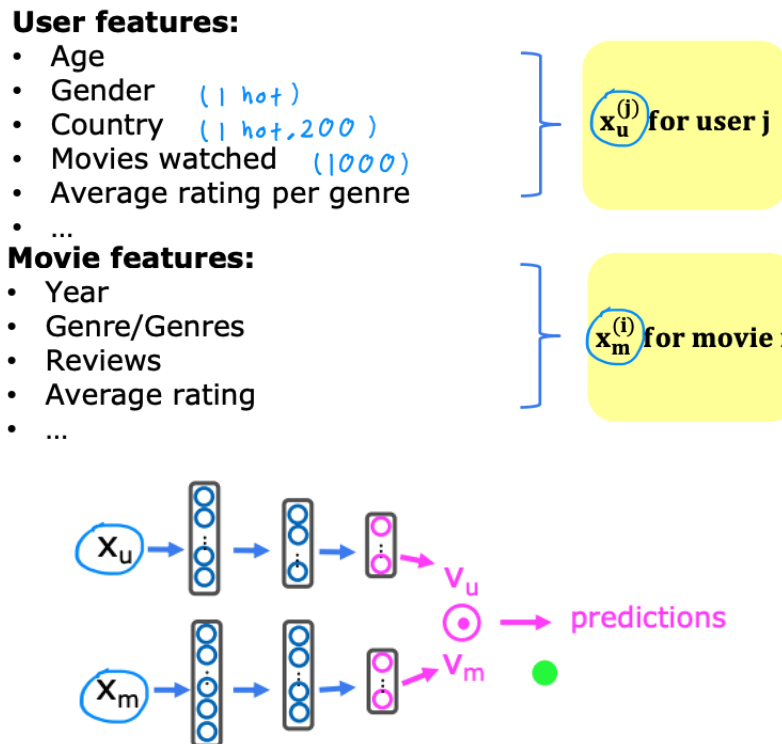 User features:
• Age
• Gender (1 hot)
• Country (1 hot, 200)
• Movies watched (1000)
• Average rating per genre
• ...
x_u^(j) for user j
Movie features:
• Year
• Genre/Genres
• Reviews
• Average rating
• ...
x_m^(i) for movie
x_u
v_u
predictions
v_m
x_m